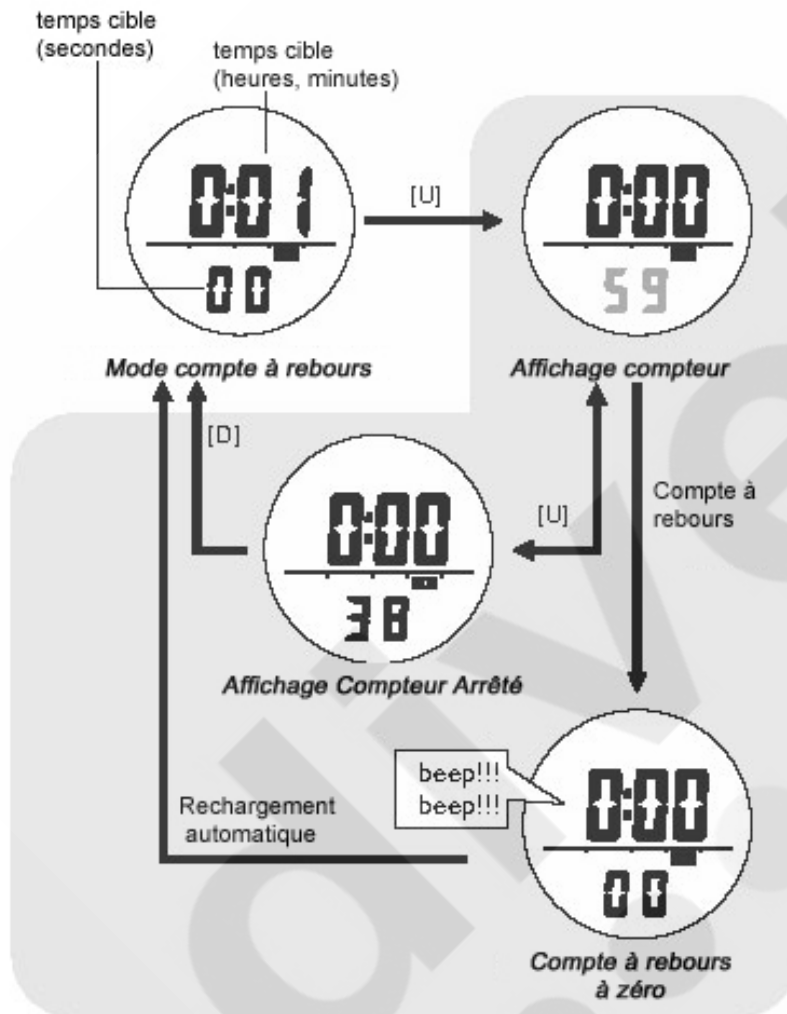 temps cible
(secondes)
temps cible
(heures, minutes)
0:01
00
[U]
0:00
59
Mode compte à rebours
Affichage compteur
[D]
0:00
38
[U]
Compte à
rebours
Affichage Compteur Arrêté
beep!!!
beep!!!
0:00
00
Rechargement
automatique
Compte à rebours
à zéro